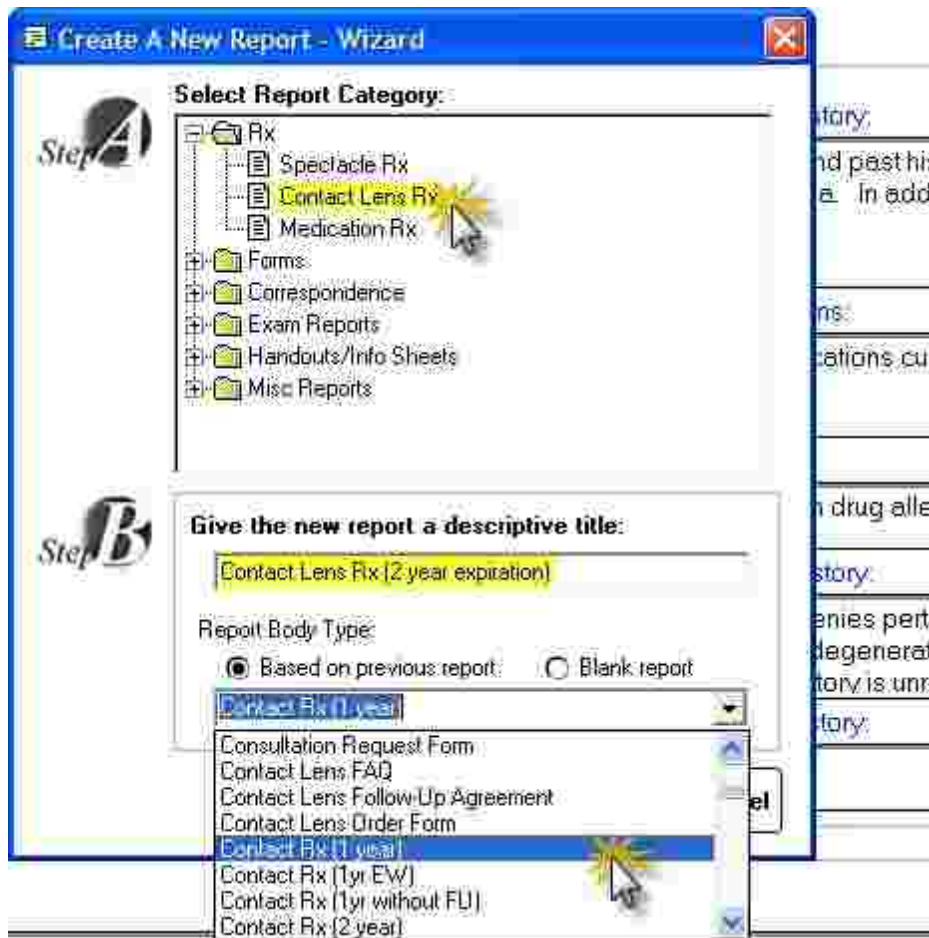 Create A New Report - Wizard
Step A
Select Report Category:
Rx
Spectacle Rx
Contact Lens Rx
Medication Rx
Forms
Correspondence
Exam Reports
Handouts/Info Sheets
Misc Reports
Step B
Give the new report a descriptive title:
Contact Lens Rx (2 year expiration)
Report Body Type:
Based on previous report
Blank report
Contact Rx (1 year)
Consultation Request Form
Contact Lens FAQ
Contact Lens Follow-Up Agreement
Contact Lens Order Form
Contact Rx (1 year)
Contact Rx (1yr EW)
Contact Rx (1yr without FU)
Contact Rx (2 year)
el
tory:
nd past his
a. In add
ns:
cations cu
n drug alle
story:
enies pert
degenerat
tory is unr
tory: